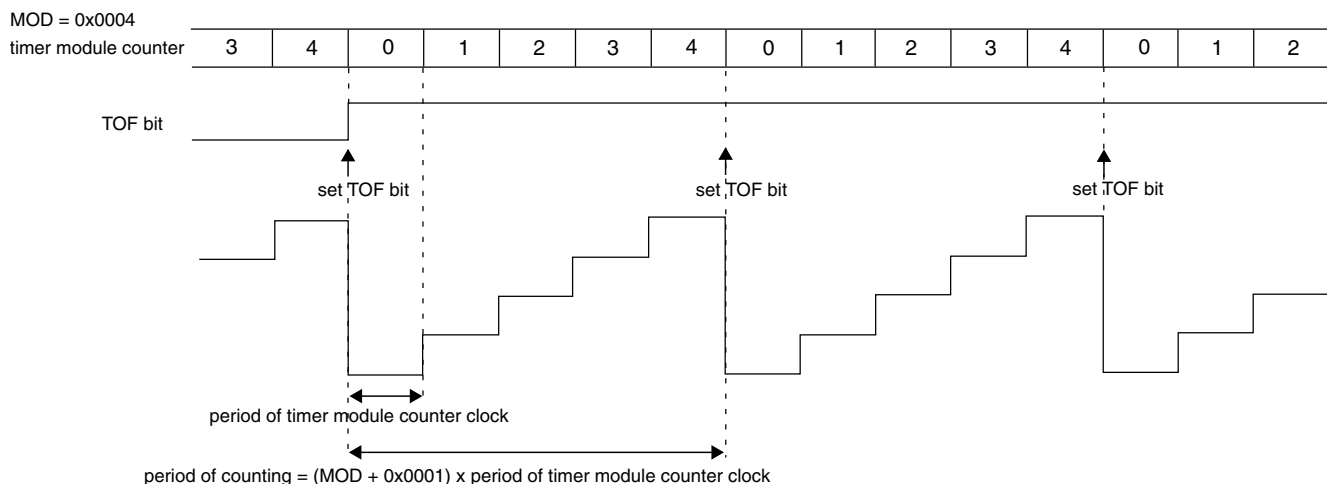 MOD = 0x0004
timer module counter 3 4 0 1 2 3 4 0 1 2 3 4 0 1 2
TOF bit
set TOF bit set TOF bit set TOF bit
period of timer module counter clock
period of counting = (MOD + 0x0001) x period of timer module counter clock